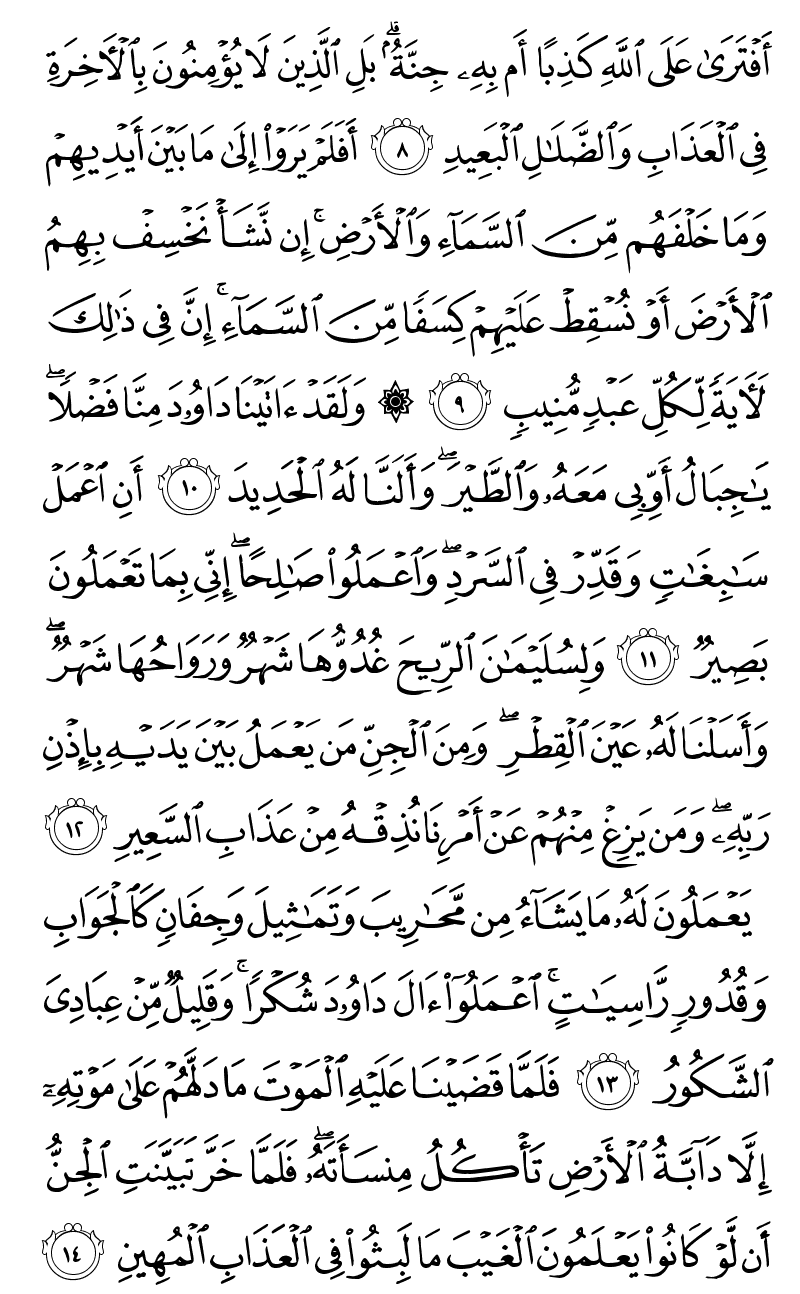 أَفْتَرَىٰ عَلَى ٱللَّهِ كَذِبًا أَم بِهِۦ جِنَّةٌۢ ۗ بَلِ ٱلَّذِينَ لَا يُؤْمِنُونَ بِٱلْـَٔاخِرَةِ
فِى ٱلْعَذَابِ وَٱلضَّلَـٰلِ ٱلْبَعِيدِ ٨ أَفَلَمْ يَرَوْا۟ إِلَىٰ مَا بَيْنَ أَيْدِيهِمْ
وَمَا خَلْفَهُم مِّنَ ٱلسَّمَآءِ وَٱلْأَرْضِ ۚ إِن نَّشَأْ نَخْسِفْ بِهِمُ
ٱلْأَرْضَ أَوْ نُسْقِطْ عَلَيْهِمْ كِسَفًا مِّنَ ٱلسَّمَآءِ ۚ إِنَّ فِى ذَٰلِكَ
لَـَٔايَةً لِّكُلِّ عَبْدٍ مُّنِيبٍ ٩ ۞ وَلَقَدْ ءَاتَيْنَا دَاوُۥدَ مِنَّا فَضْلًا ۖ
يَـٰجِبَالُ أَوِّبِى مَعَهُۥ وَٱلطَّيْرَ ۖ وَأَلَنَّا لَهُ ٱلْحَدِيدَ ١٠ أَنِ ٱعْمَلْ
سَـٰبِغَـٰتٍ وَقَدِّرْ فِى ٱلسَّرْدِ ۖ وَٱعْمَلُوا۟ صَـٰلِحًا ۖ إِنِّى بِمَا تَعْمَلُونَ
بَصِيرٌ ١١ وَلِسُلَيْمَـٰنَ ٱلرِّيحَ غُدُوُّهَا شَهْرٌ وَرَوَاحُهَا شَهْرٌ ۖ
وَأَسَلْنَا لَهُۥ عَيْنَ ٱلْقِطْرِ ۖ وَمِنَ ٱلْجِنِّ مَن يَعْمَلُ بَيْنَ يَدَيْهِ بِإِذْنِ
رَبِّهِۦ ۖ وَمَن يَزِغْ مِنْهُمْ عَنْ أَمْرِنَا نُذِقْهُ مِنْ عَذَابِ ٱلسَّعِيرِ ١٢
يَعْمَلُونَ لَهُۥ مَا يَشَآءُ مِن مَّحَـٰرِيبَ وَتَمَـٰثِيلَ وَجِفَانٍ كَٱلْجَوَابِ
وَقُدُورٍ رَّاسِيَـٰتٍ ۚ ٱعْمَلُوٓا۟ ءَالَ دَاوُۥدَ شُكْرًا ۚ وَقَلِيلٌ مِّنْ عِبَادِىَ
ٱلشَّكُورُ ١٣ فَلَمَّا قَضَيْنَا عَلَيْهِ ٱلْمَوْتَ مَا دَلَّهُمْ عَلَىٰ مَوْتِهِۦٓ
إِلَّا دَآبَّةُ ٱلْأَرْضِ تَأْكُلُ مِنسَأَتَهُۥ ۖ فَلَمَّا خَرَّ تَبَيَّنَتِ ٱلْجِنُّ
أَن لَّوْ كَانُوا۟ يَعْلَمُونَ ٱلْغَيْبَ مَا لَبِثُوا۟ فِى ٱلْعَذَابِ ٱلْمُهِينِ ١٤